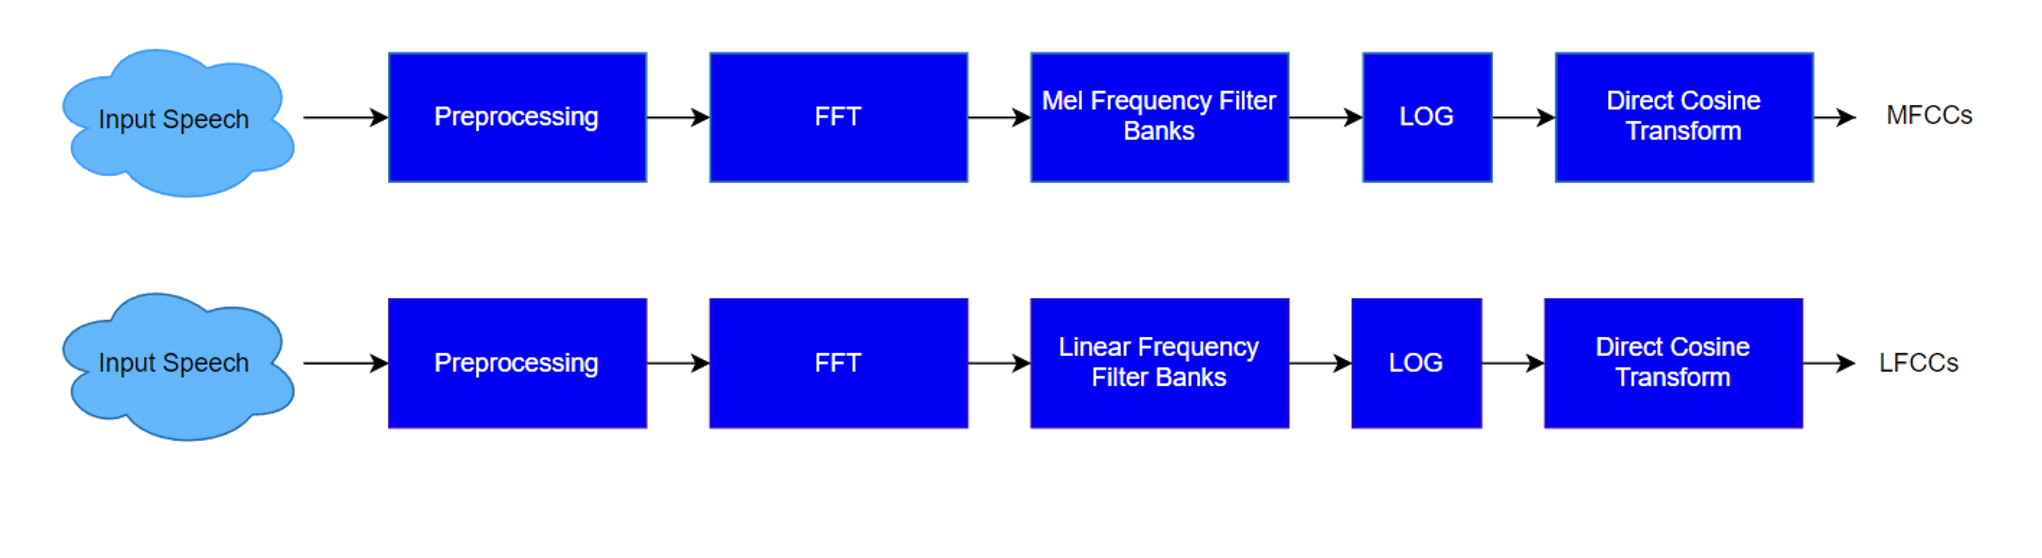 Input Speech
Preprocessing
FFT
Mel Frequency Filter
Banks
LOG
Direct Cosine
Transform
MFCCs
Input Speech
Preprocessing
FFT
Linear Frequency
Filter Banks
LOG
Direct Cosine
Transform
LFCCs